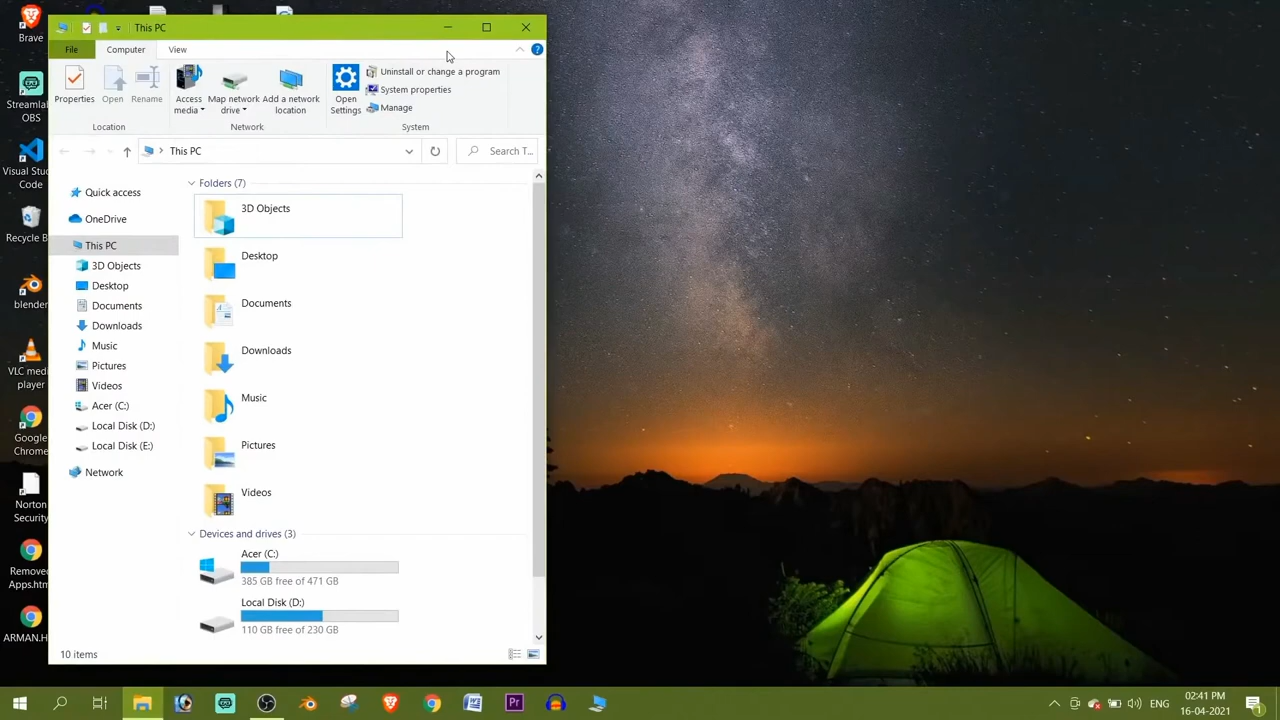 This PC
File
Computer
View
Properties
Open
Rename
Access media
Map network drive
Add a network location
Open Settings
Uninstall or change a program
System properties
Manage
Location
Network
System
This PC
Search T...
Quick access
OneDrive
This PC
3D Objects
Desktop
Documents
Downloads
Music
Pictures
Videos
Acer (C:)
Local Disk (D:)
Local Disk (E:)
Network
Folders (7)
3D Objects
Desktop
Documents
Downloads
Music
Pictures
Videos
Devices and drives (3)
Acer (C:)
385 GB free of 471 GB
Local Disk (D:)
110 GB free of 230 GB
10 items
Brave
Streamlab
OBS
Visual Stud
Code
Recycle B
blender
VLC media
player
Google
Chrome
Norton
Security
Removed
Apps.htm
ARMAN.H
ENG
02:41 PM
16-04-2021